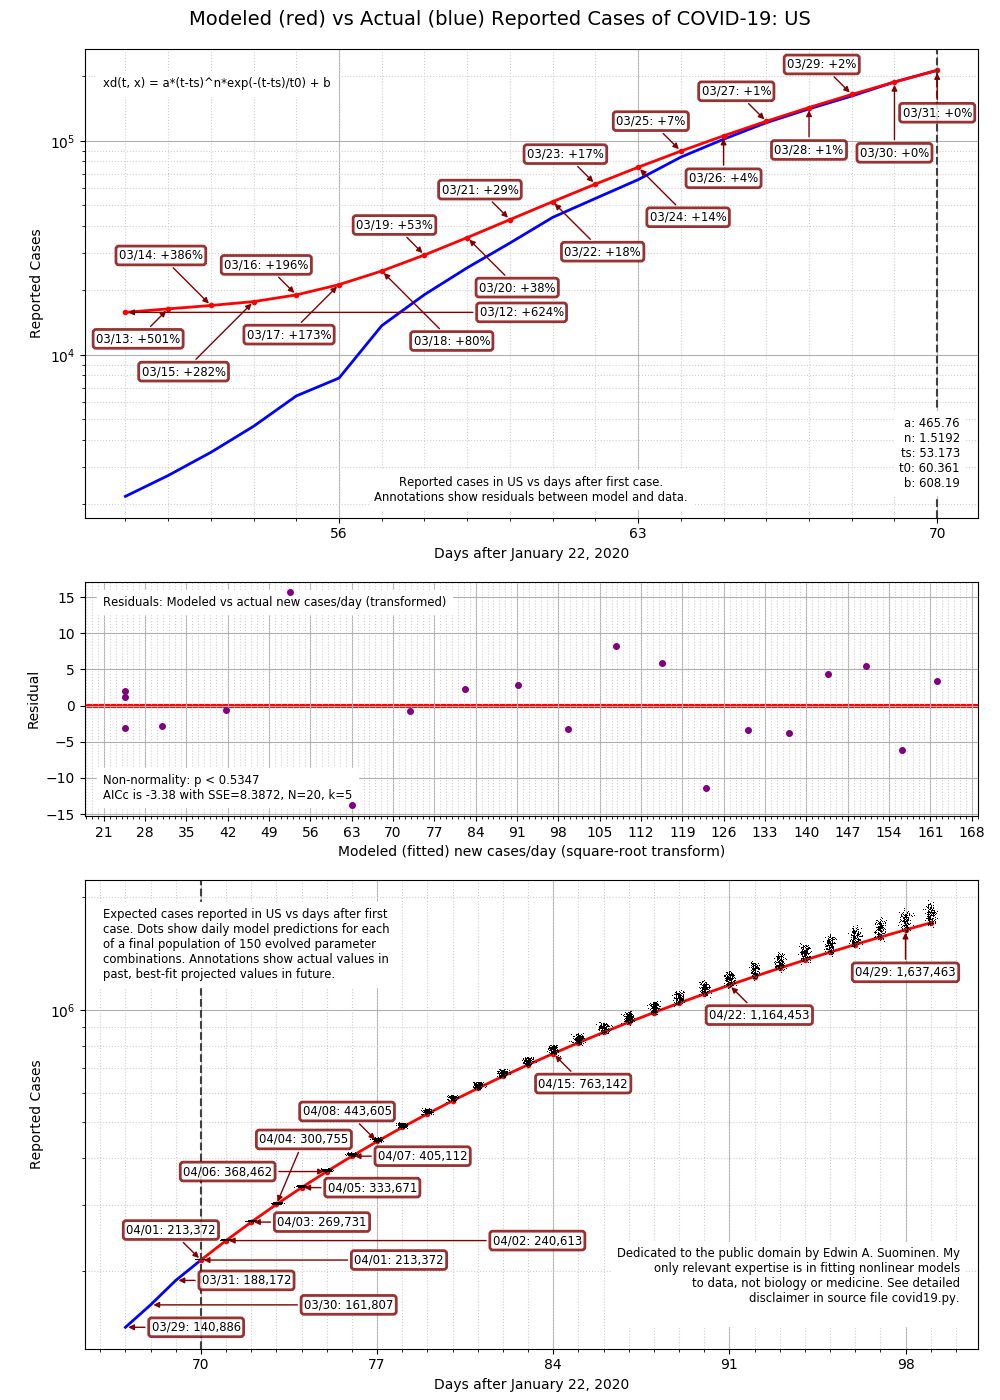 Modeled (red) vs Actual (blue) Reported Cases of COVID-19: US
xd(t, x) = a*(t-ts)^n*exp(-(t-ts)/t0) + b
03/29: +2%
03/27: +1%
03/31: +0%
03/25: +7%
03/28: +1%
03/30: +0%
03/23: +17%
03/26: +4%
03/21: +29%
03/24: +14%
03/19: +53%
03/22: +18%
03/14: +386%
03/16: +196%
03/20: +38%
03/12: +624%
03/13: +501%
03/17: +173%
03/18: +80%
03/15: +282%
10^5
10^4
Reported Cases
a: 465.76
n: 1.5192
ts: 53.173
t0: 60.361
b: 608.19
Reported cases in US vs days after first case.
Annotations show residuals between model and data.
56 63 70
Days after January 22, 2020
Residuals: Modeled vs actual new cases/day (transformed)
15
10
5
0
−5
−10
−15
Residual
Non-normality: p < 0.5347
AICc is -3.38 with SSE=8.3872, N=20, k=5
21 28 35 42 49 56 63 70 77 84 91 98 105 112 119 126 133 140 147 154 161 168
Modeled (fitted) new cases/day (square-root transform)
Expected cases reported in US vs days after first
case. Dots show daily model predictions for each
of a final population of 150 evolved parameter
combinations. Annotations show actual values in
past, best-fit projected values in future.
10^6
Reported Cases
04/29: 1,637,463
04/22: 1,164,453
04/15: 763,142
04/08: 443,605
04/04: 300,755
04/07: 405,112
04/06: 368,462
04/05: 333,671
04/03: 269,731
04/01: 213,372
04/02: 240,613
04/01: 213,372
03/31: 188,172
03/30: 161,807
03/29: 140,886
Dedicated to the public domain by Edwin A. Suominen. My
only relevant expertise is in fitting nonlinear models
to data, not biology or medicine. See detailed
disclaimer in source file covid19.py.
70 77 84 91 98
Days after January 22, 2020